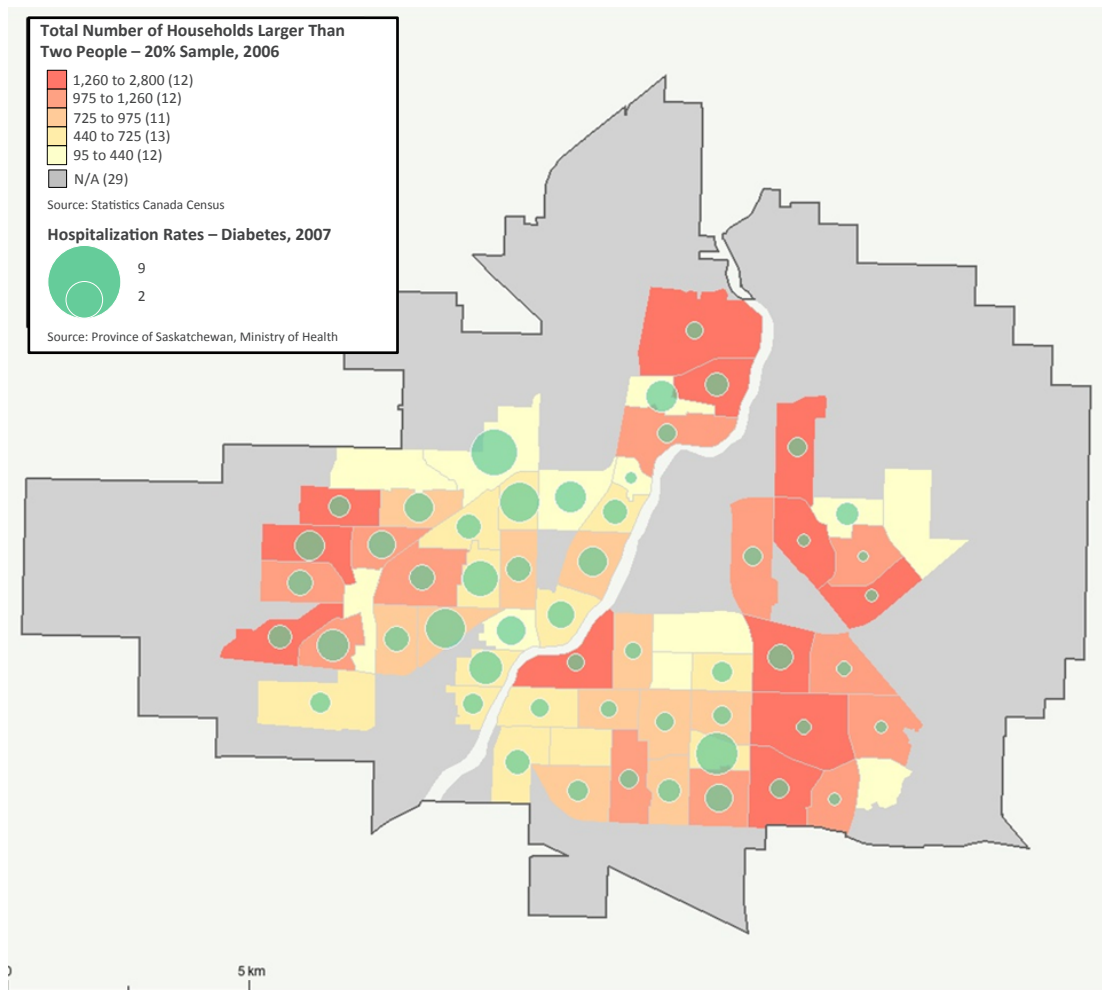 Total Number of Households Larger Than
Two People – 20% Sample, 2006
1,260 to 2,800 (12)
975 to 1,260 (12)
725 to 975 (11)
440 to 725 (13)
95 to 440 (12)
N/A (29)
Source: Statistics Canada Census
Hospitalization Rates – Diabetes, 2007
9
2
Source: Province of Saskatchewan, Ministry of Health
5 km